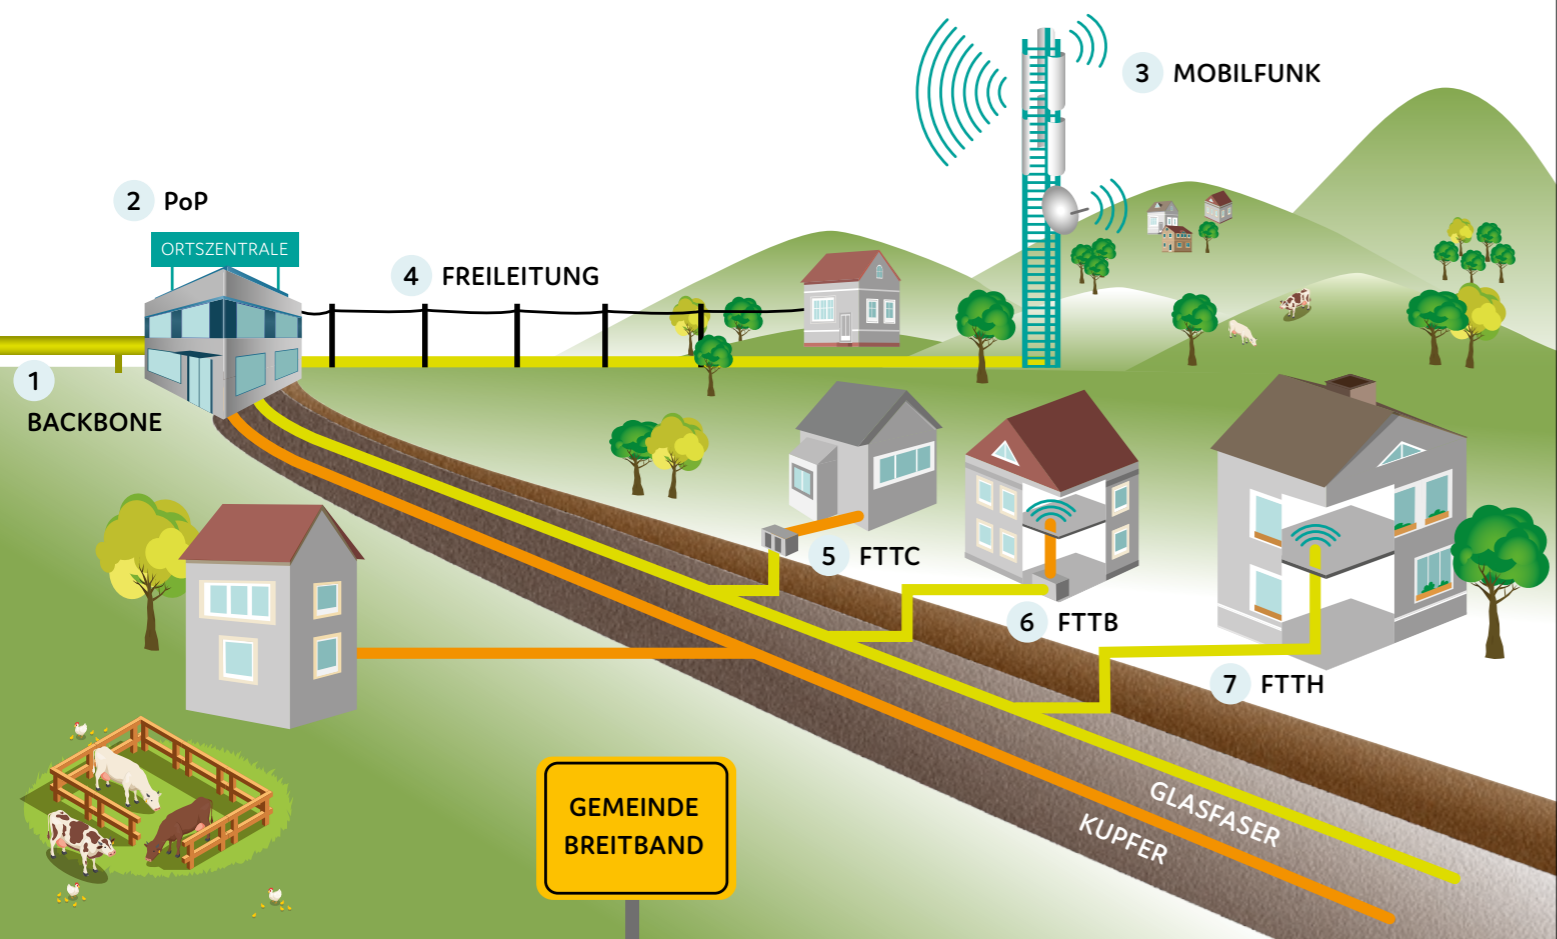 3 MOBILFUNK
2 PoP
ORTSZENTRALE
4 FREILEITUNG
1
BACKBONE
5 FTTC
6 FTTB
7 FTTH
GLASFASER
KUPFER
GEMEINDE
BREITBAND